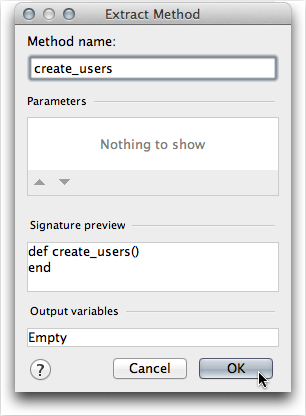 Extract Method
Method name:
create_users
Parameters
Nothing to show
Signature preview
def create_users()
end
Output variables
Empty
?
Cancel
OK